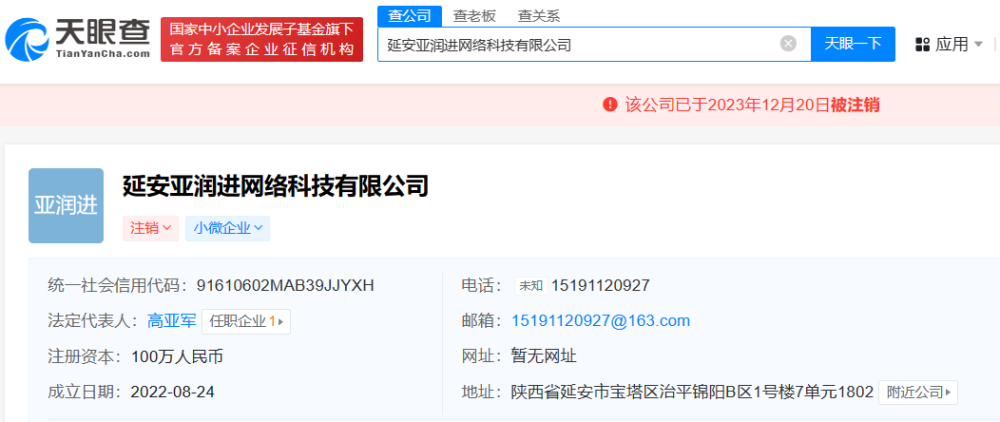 查公司 查老板 查关系
天眼查
TianYanCha.com
国家中小企业发展子基金旗下
官方备案企业征信机构
延安亚润进网络科技有限公司
天眼一下
应用
该公司已于2023年12月20日被注销
亚润进
延安亚润进网络科技有限公司
注销 小微企业
统一社会信用代码：91610602MAB39JJYXH
电话： 未知 15191120927
法定代表人：高亚军 任职企业 1
邮箱：15191120927@163.com
注册资本：100万人民币
网址：暂无网址
成立日期：2022-08-24
地址：陕西省延安市宝塔区治平锦阳B区1号楼7单元1802 附近公司